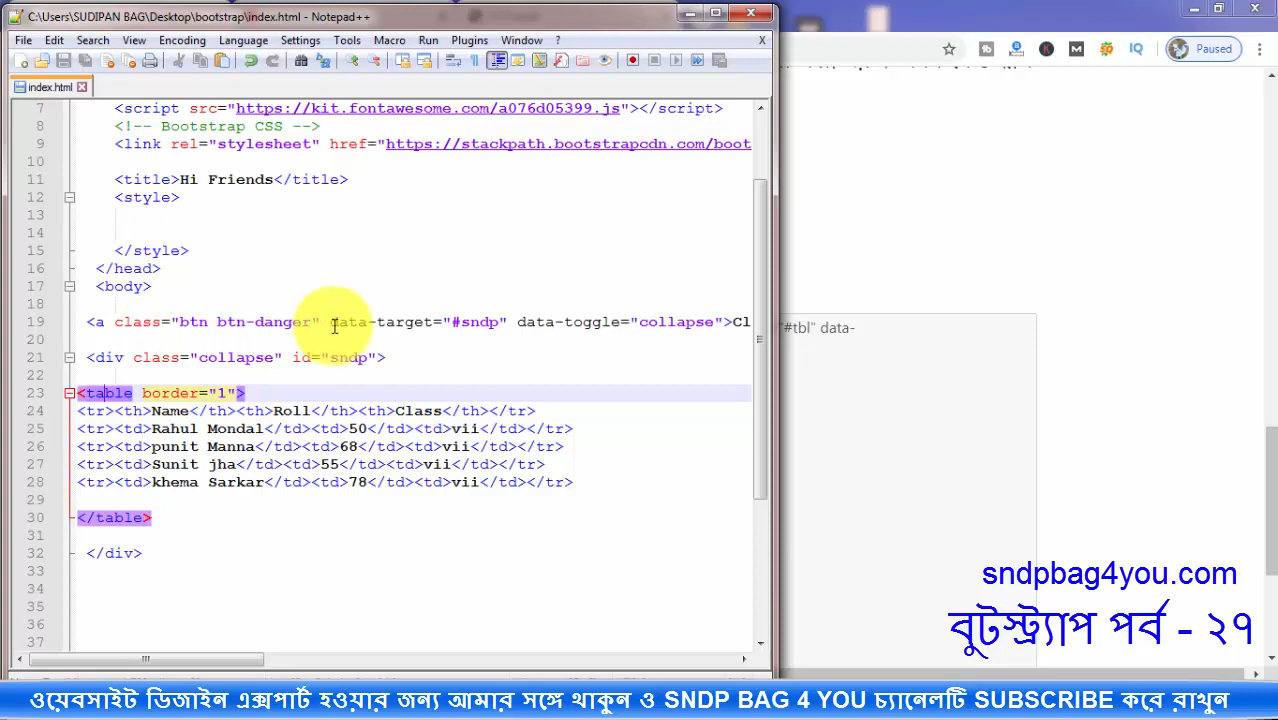 C:\Users\SUDIPAN BAG\Desktop\bootstrap\index.html - Notepad++
File Edit Search View Encoding Language Settings Tools Macro Run Plugins Window ? X
index.html
Paused
7 <script src="https://kit.fontawesome.com/a076d05399.js"></script>
8 <!-- Bootstrap CSS -->
9 <link rel="stylesheet" href="https://stackpath.bootstrapcdn.com/boot
10
11 <title>Hi Friends</title>
12 <style>
13
14
15 </style>
16 </head>
17 <body>
18
19 <a class="btn btn-danger" data-target="#sndp" data-toggle="collapse">Cl
20
21 <div class="collapse" id="sndp">
22
23 <table border="1">
24 <tr><th>Name</th><th>Roll</th><th>Class</th></tr>
25 <tr><td>Rahul Mondal</td><td>50</td><td>vii</td></tr>
26 <tr><td>punit Manna</td><td>68</td><td>vii</td></tr>
27 <tr><td>Sunit jha</td><td>55</td><td>vii</td></tr>
28 <tr><td>khema Sarkar</td><td>78</td><td>vii</td></tr>
29
30 </table>
31
32 </div>
33
34
35
36
37
"#tbl" data-
sndpbag4you.com
বুটস্ট্র্যাপ পর্ব - ২৭
ওয়েবসাইট ডিজাইন এক্সপার্ট হওয়ার জন্য আমার সঙ্গে থাকুন ও SNDP BAG 4 YOU চ্যানেলটি SUBSCRIBE করে রাখুন